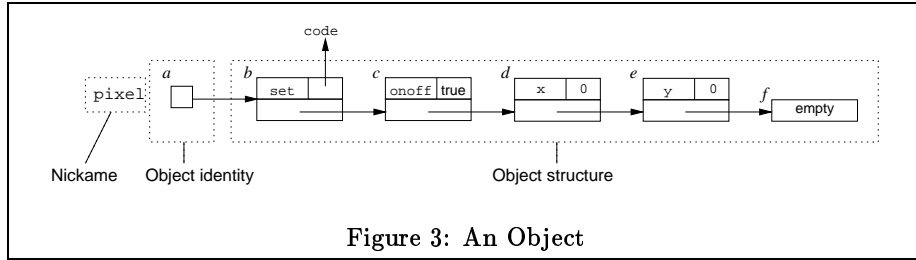 code
a b c d e f
pixel set onoff true x 0 y 0 empty
Nickame Object identity Object structure
Figure 3: An Object